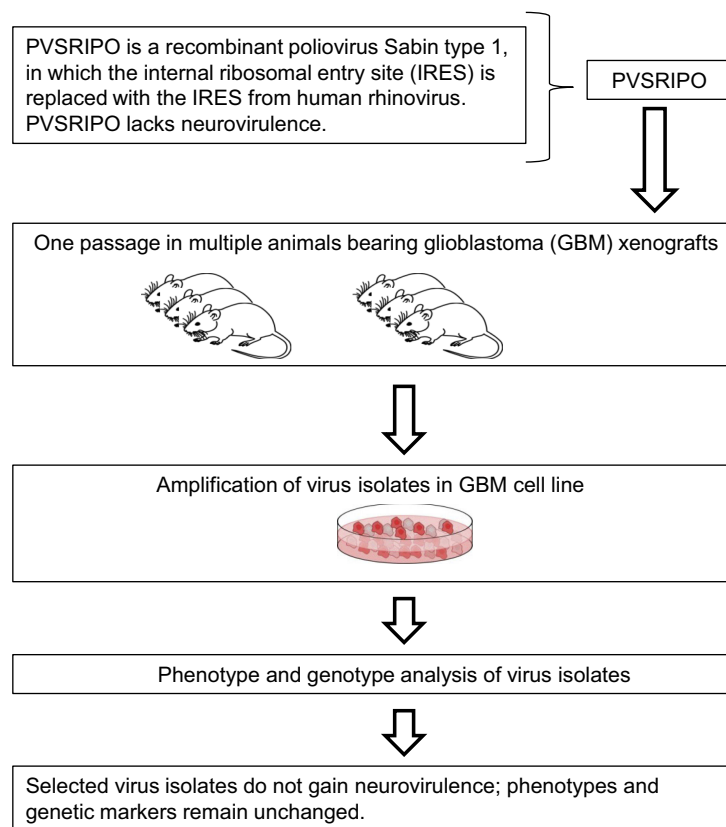 PVSRIPO is a recombinant poliovirus Sabin type 1,
in which the internal ribosomal entry site (IRES) is
replaced with the IRES from human rhinovirus.
PVSRIPO lacks neurovirulence.
PVSRIPO
One passage in multiple animals bearing glioblastoma (GBM) xenografts
Amplification of virus isolates in GBM cell line
Phenotype and genotype analysis of virus isolates
Selected virus isolates do not gain neurovirulence; phenotypes and
genetic markers remain unchanged.